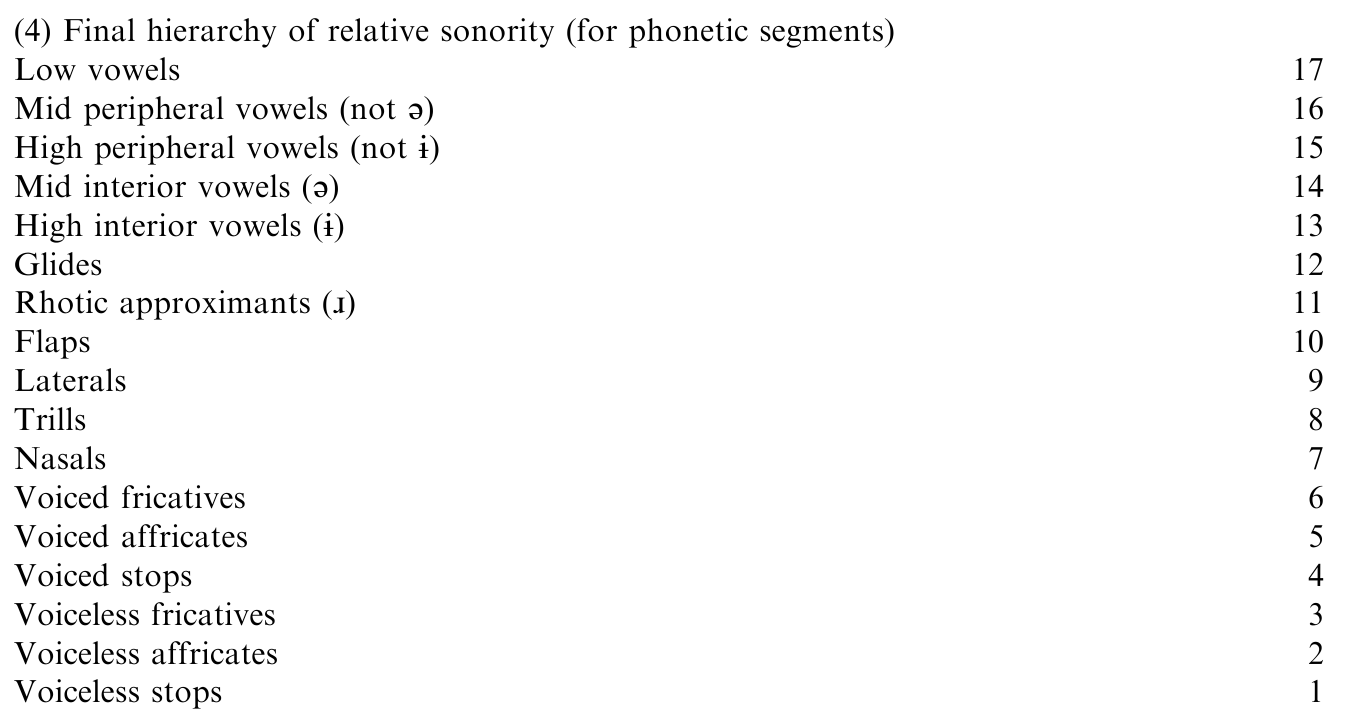 (4) Final hierarchy of relative sonority (for phonetic segments)
Low vowels 17
Mid peripheral vowels (not ə) 16
High peripheral vowels (not ɨ) 15
Mid interior vowels (ə) 14
High interior vowels (ɨ) 13
Glides 12
Rhotic approximants (ɹ) 11
Flaps 10
Laterals 9
Trills 8
Nasals 7
Voiced fricatives 6
Voiced affricates 5
Voiced stops 4
Voiceless fricatives 3
Voiceless affricates 2
Voiceless stops 1